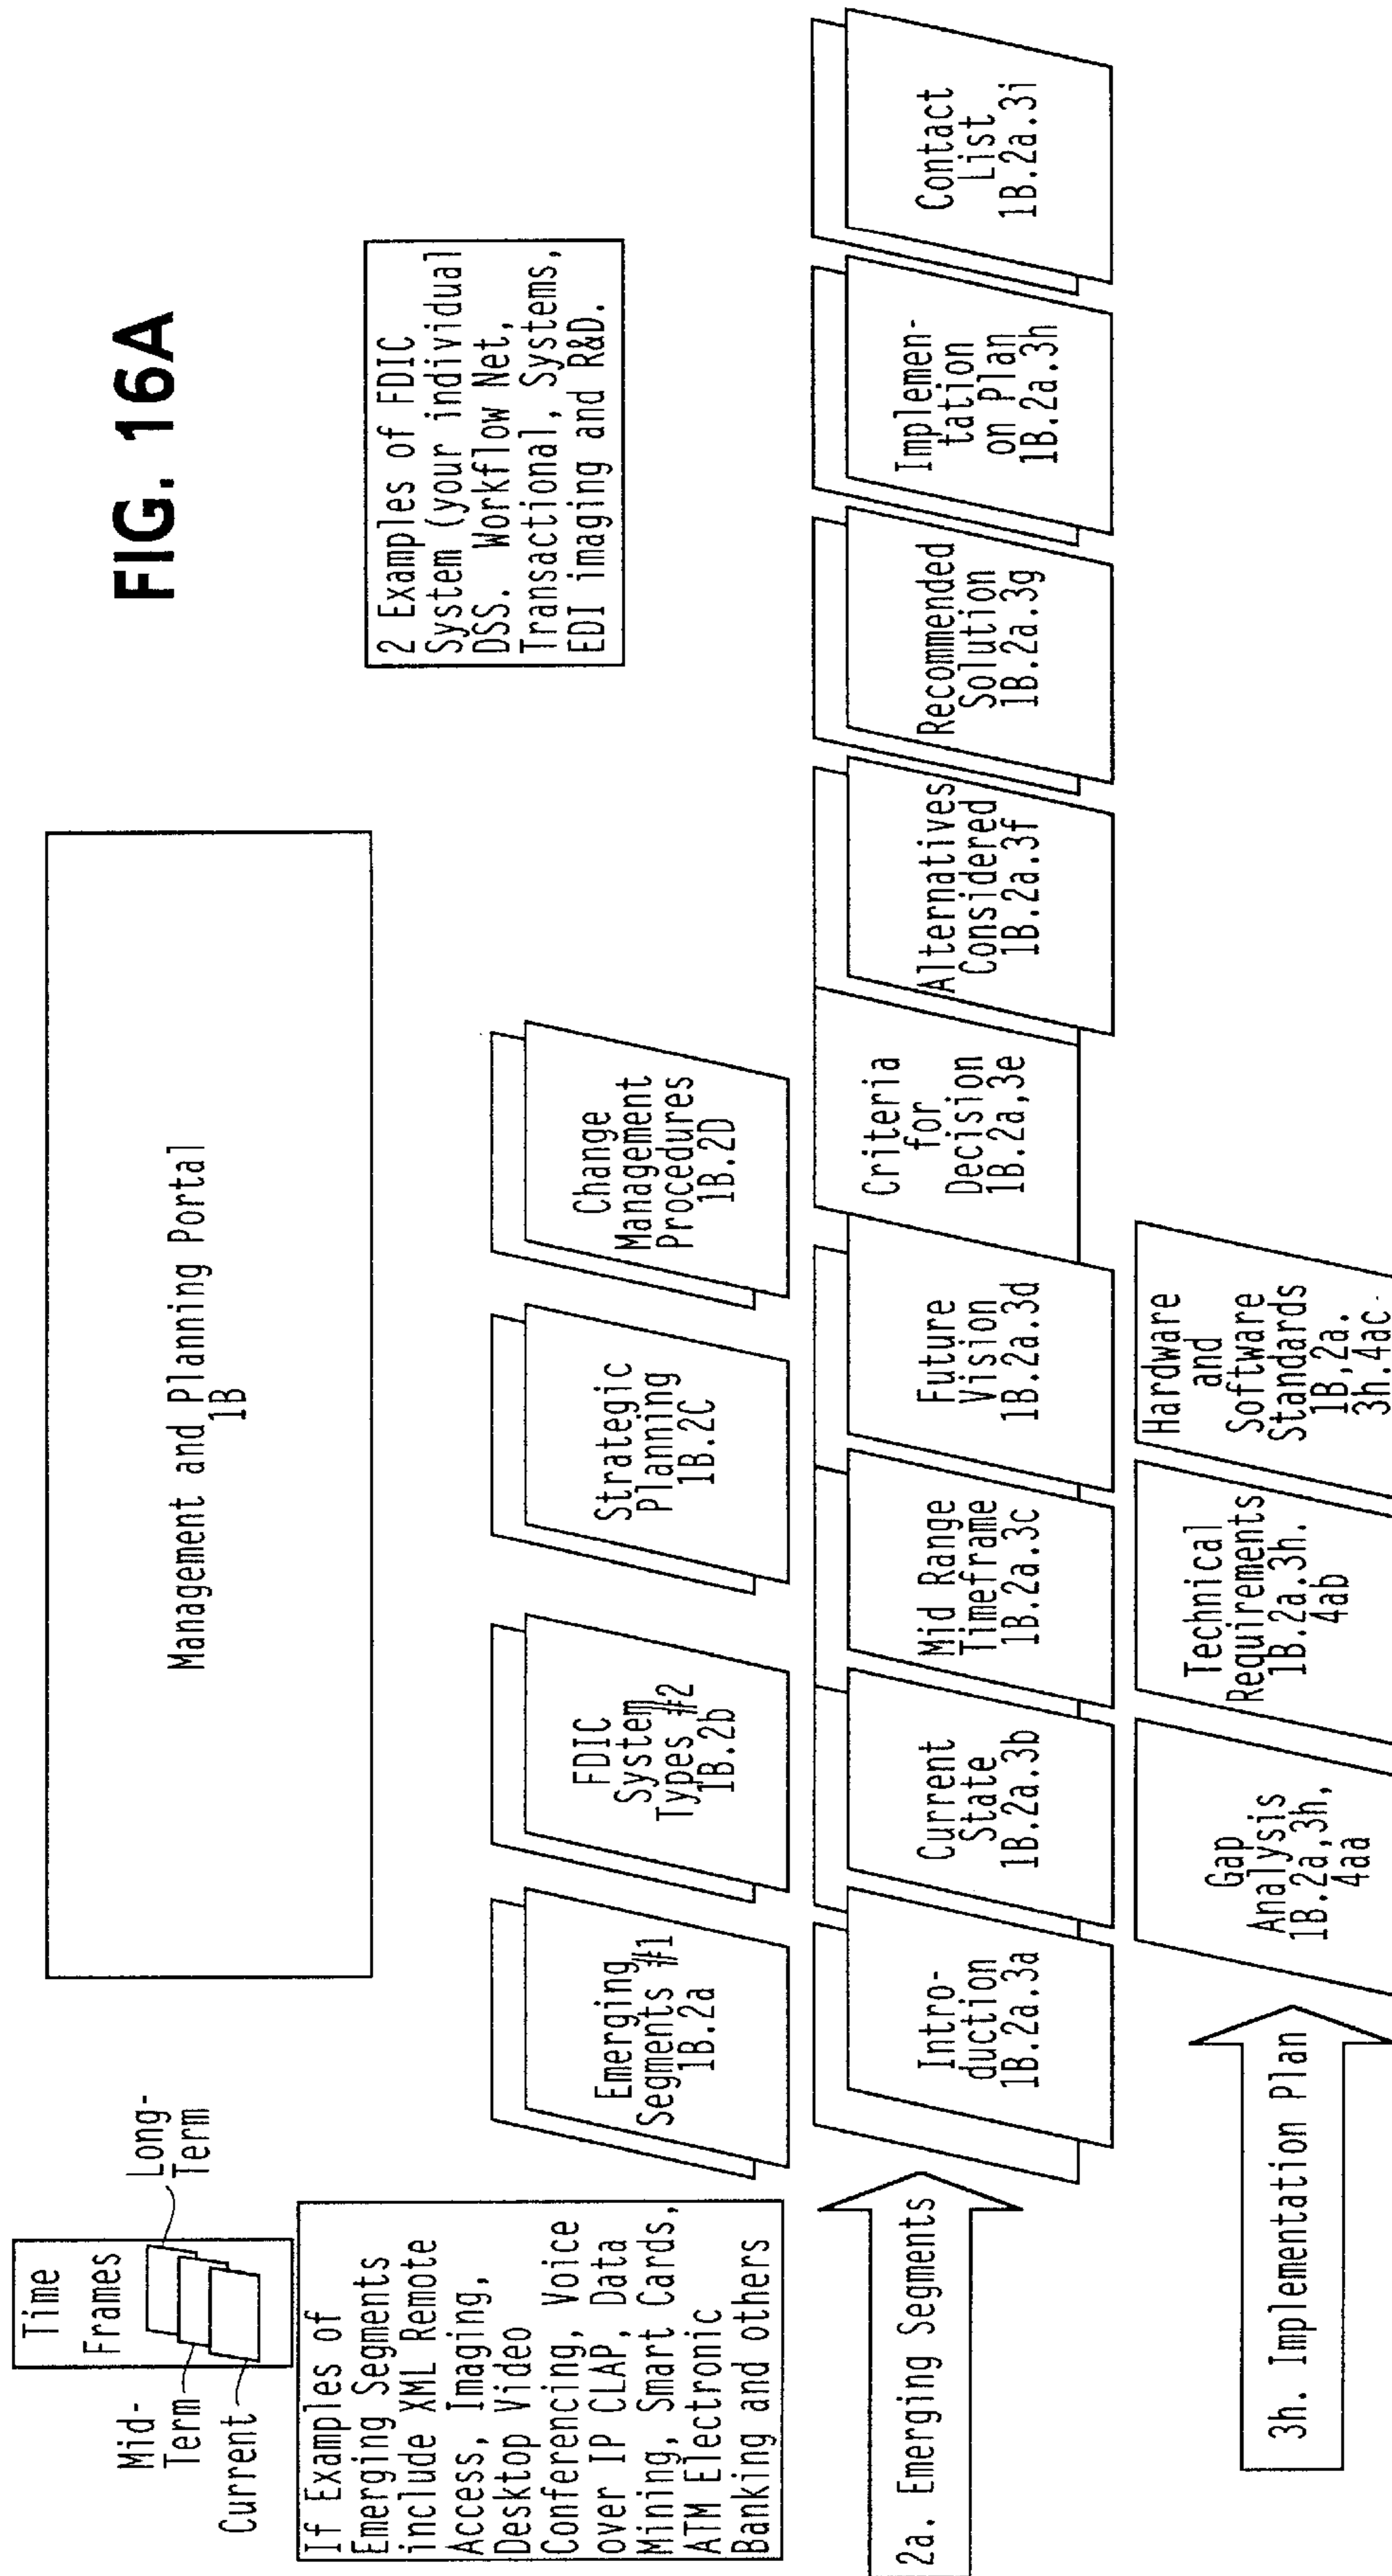 FIG. 16A
Time
Frames
Long-
Term
Mid-
Term
Current
Management and Planning Portal
1B
If Examples of
Emerging Segments
include XML Remote
Access, Imaging,
Desktop Video
Conferencing, Voice
over IP CLAP, Data
Mining, Smart Cards,
ATM Electronic
Banking and others
2 Examples of FDIC
System (your individual
DSS. Workflow Net,
Transactional, Systems,
EDI imaging and R&D.
Emerging
Segments #1
1B.2a
FDIC
System
Types #2
1B.2b
Strategic
Planning
1B.2C
Change
Management
Procedures
1B.2D
2a. Emerging Segments
Intro-
duction
1B.2a.3a
Current
State
1B.2a.3b
Mid Range
Timeframe
1B.2a.3c
Future
Vision
1B.2a.3d
Criteria
for
Decision
1B.2a,3e
Alternatives
Considered
1B.2a.3f
Recommended
Solution
1B.2a.3g
Implemen-
tation
on Plan
1B.2a.3h
Contact
List
1B.2a.3i
3h. Implementation Plan
Gap
Analysis
1B.2a,3h,
4aa
Technical
Requirements
1B.2a.3h.
4ab
Hardware
and
Software
Standards
1B,2a.
3h.4ac